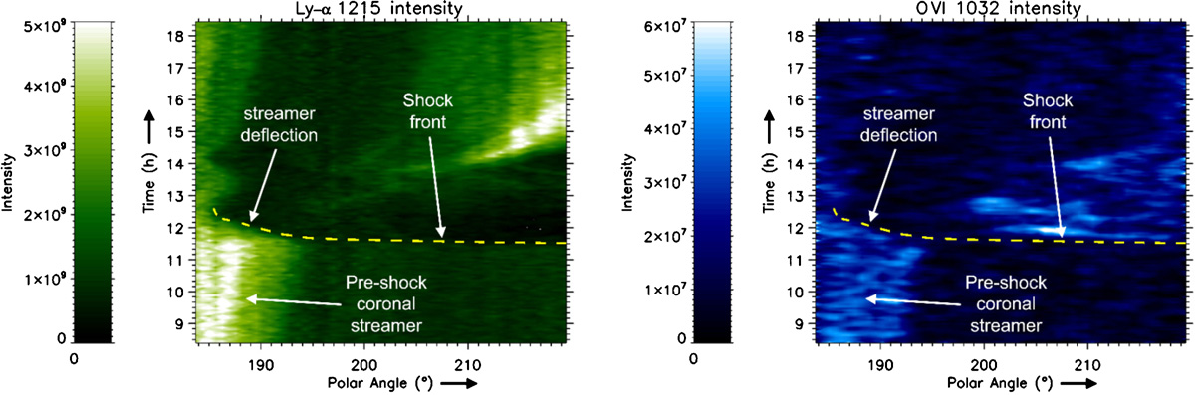 Ly-α 1215 intensity
5×10⁹
4×10⁹
3×10⁹
2×10⁹
1×10⁹
0
0
Intensity
Time (h)
18
17
16
15
14
13
12
11
10
9
streamer
deflection
Shock
front
Pre-shock
coronal
streamer
190
200
210
Polar Angle (°)
OVI 1032 intensity
6×10⁷
5×10⁷
4×10⁷
3×10⁷
2×10⁷
1×10⁷
0
0
Intensity
Time (h)
18
17
16
15
14
13
12
11
10
9
streamer
deflection
Shock
front
Pre-shock
coronal
streamer
190
200
210
Polar Angle (°)